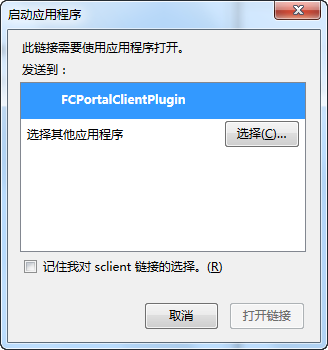 启动应用程序
此链接需要使用应用程序打开。
发送到：
FCPortalClientPlugin
选择其他应用程序
选择(C)...
记住我对 sclient 链接的选择。(R)
取消
打开链接